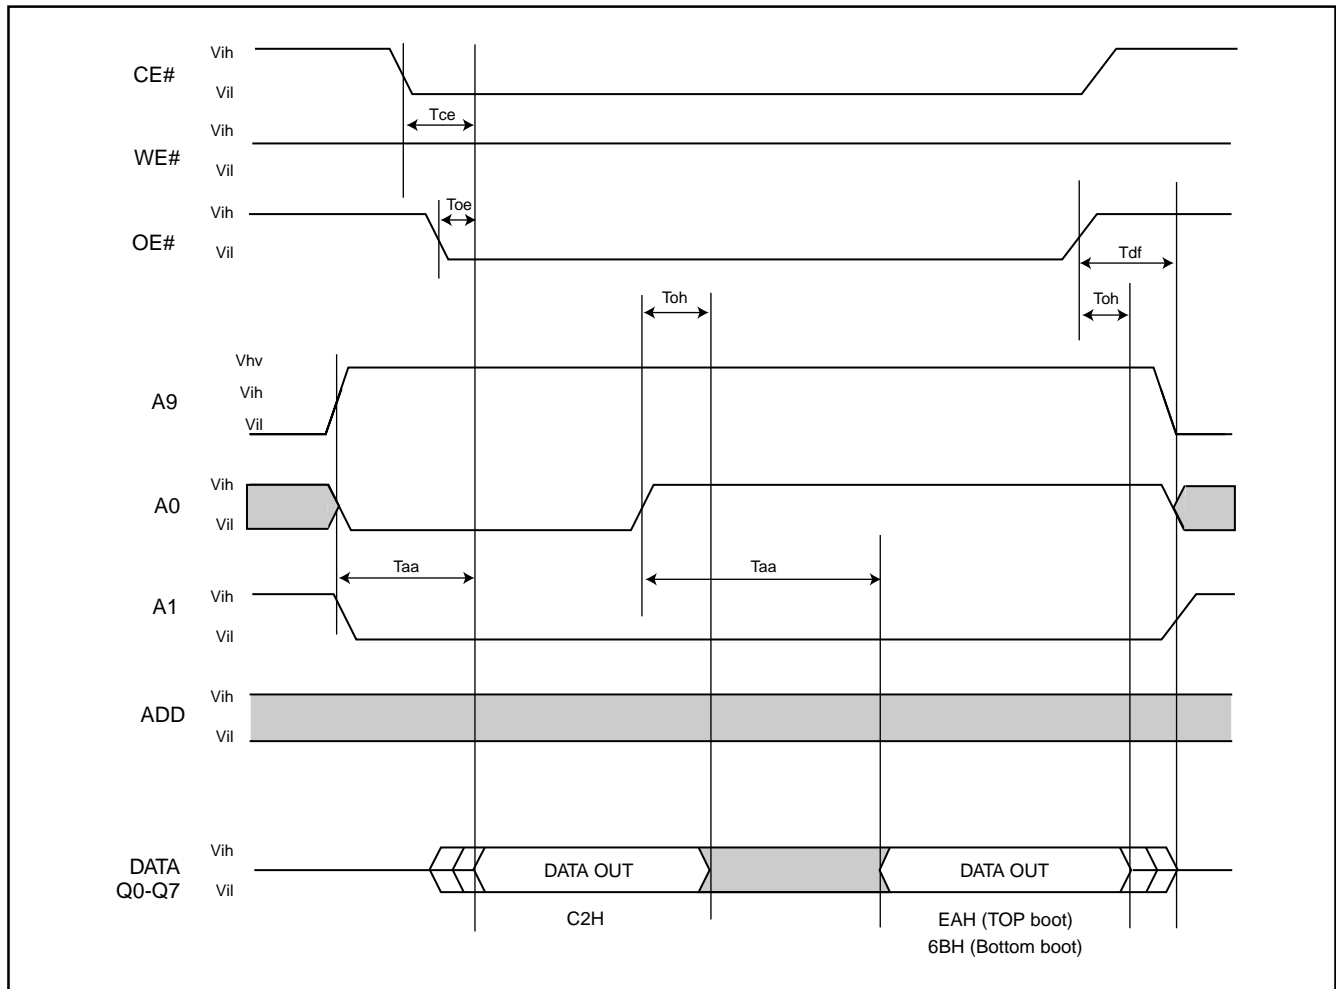 Vih
CE#
Vil
Tce
Vih
WE#
Vil
Toe
Vih
OE#
Vil
Tdf
Toh
Toh
Vhv
A9
Vih
Vil
Vih
A0
Vil
Taa
Taa
Vih
A1
Vil
Vih
ADD
Vil
DATA
Q0-Q7
Vih
Vil
DATA OUT
DATA OUT
C2H
EAH (TOP boot)
6BH (Bottom boot)